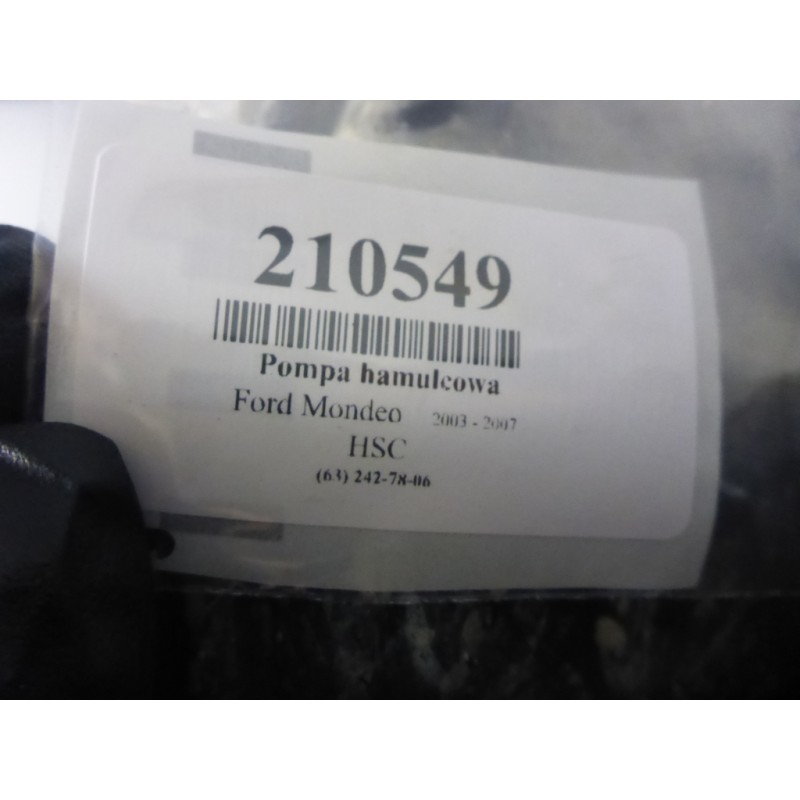 210549
Pompa hamulcowa
Ford Mondeo 2003 - 2007
HSC
(63) 242-78-06